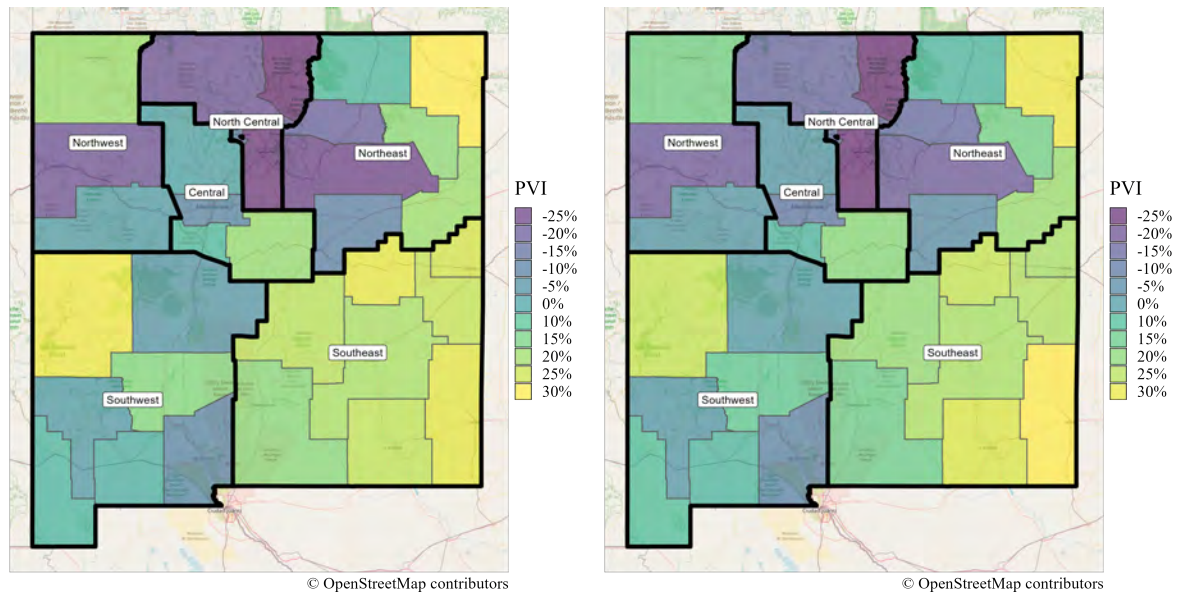 North Central
Northwest
Northeast
Central
Southeast
Southwest
PVI
-25%
-20%
-15%
-10%
-5%
0%
10%
15%
20%
25%
30%
© OpenStreetMap contributors
North Central
Northwest
Northeast
Central
Southeast
Southwest
PVI
-25%
-20%
-15%
-10%
-5%
0%
10%
15%
20%
25%
30%
© OpenStreetMap contributors